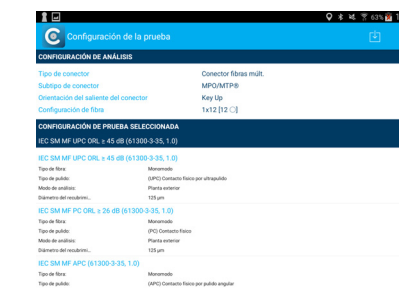 63% 1
Configuración de la prueba
CONFIGURACIÓN DE ANÁLISIS
Tipo de conector Conector fibras múlt.
Subtipo de conector MPO/MTP®
Orientación del saliente del conector Key Up
Configuración de fibra 1x12 [12 ○]
CONFIGURACIÓN DE PRUEBA SELECCIONADA
IEC SM MF UPC ORL ≥ 45 dB (61300-3-35, 1.0)
IEC SM MF UPC ORL ≥ 45 dB (61300-3-35, 1.0)
Tipo de fibra: Monomodo
Tipo de pulido: (UPC) Contacto físico por ultrapulido
Modo de análisis: Planta exterior
Diámetro del recubrimi... 125 µm
IEC SM MF PC ORL ≥ 26 dB (61300-3-35, 1.0)
Tipo de fibra: Monomodo
Tipo de pulido: (PC) Contacto físico
Modo de análisis: Planta exterior
Diámetro del recubrimi... 125 µm
IEC SM MF APC (61300-3-35, 1.0)
Tipo de fibra: Monomodo
Tipo de pulido: (APC) Contacto físico por pulido angular